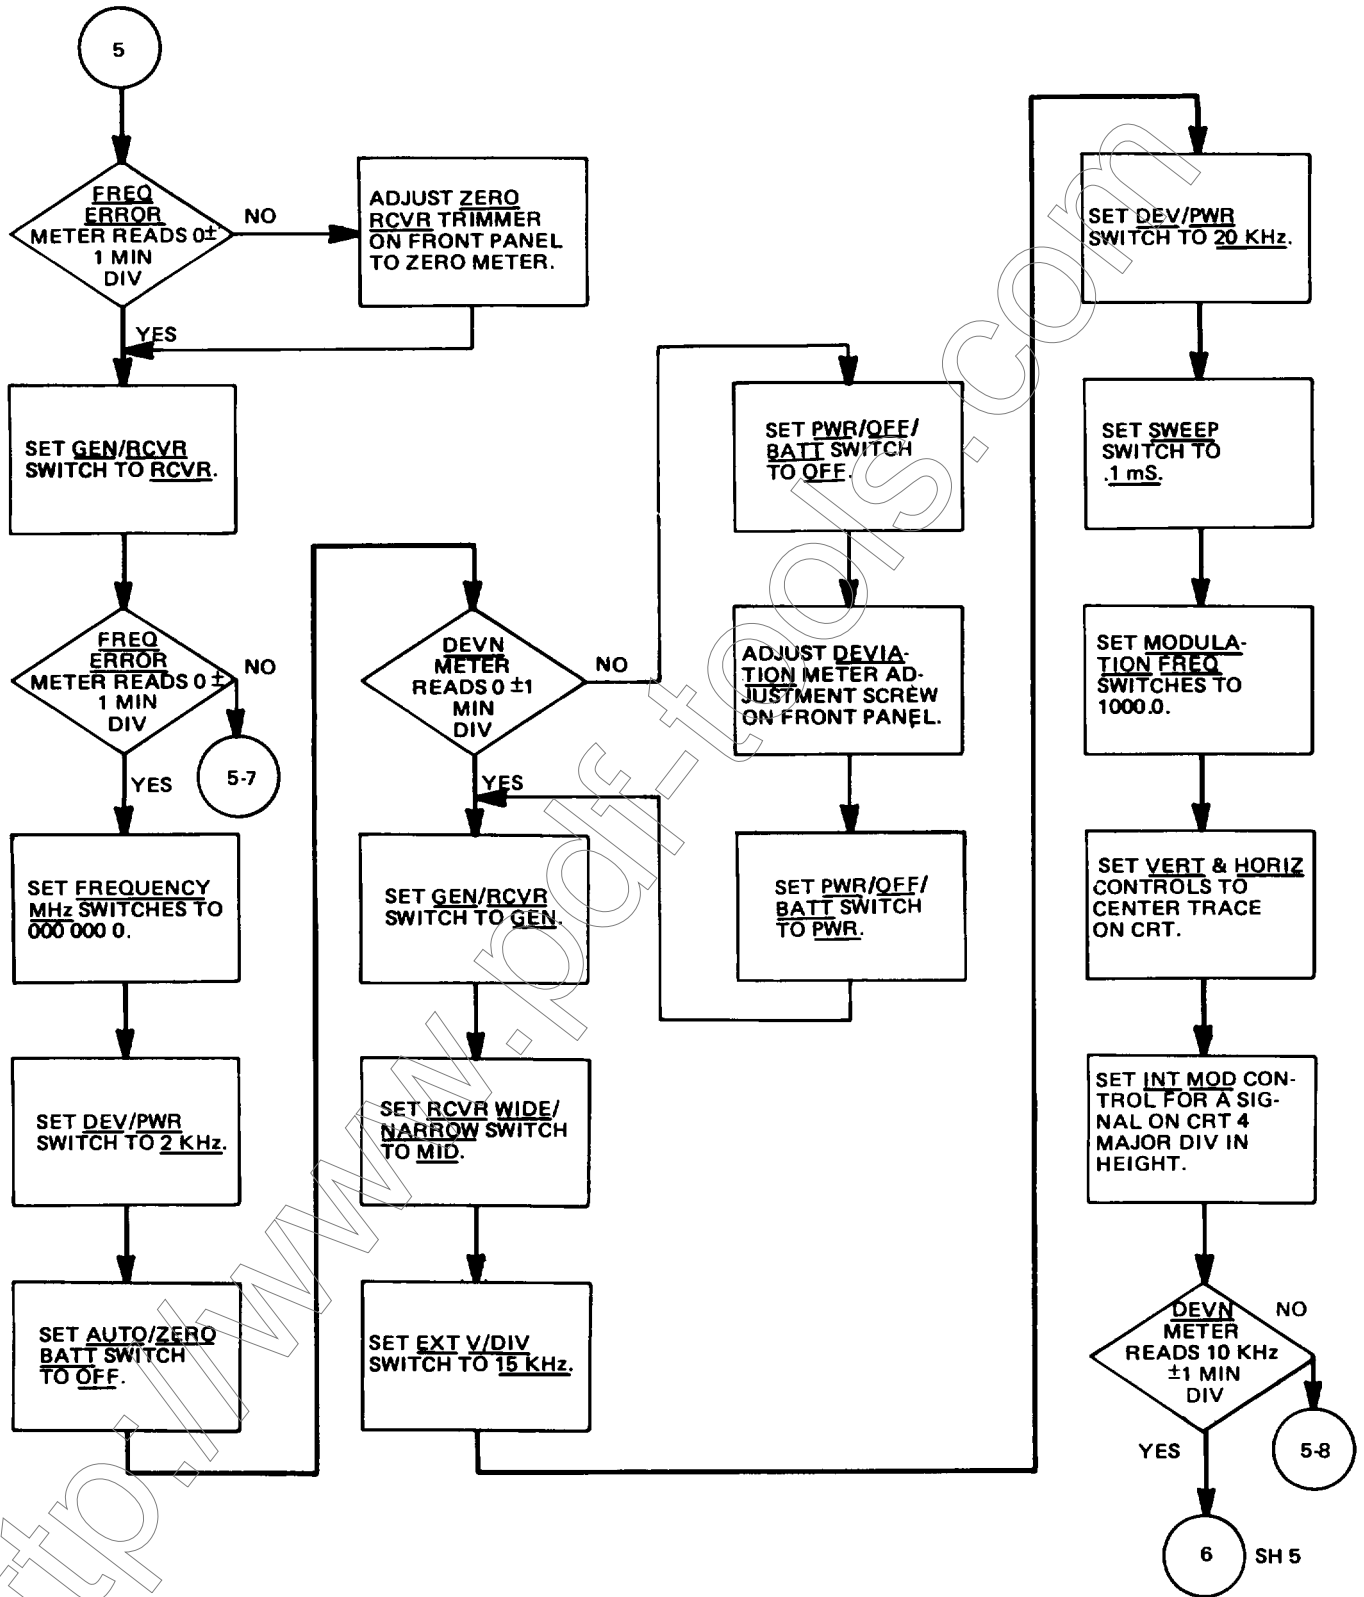 5
FREQ
ERROR
METER READS 0±
1 MIN
DIV
NO
ADJUST ZERO
RCVR TRIMMER
ON FRONT PANEL
TO ZERO METER.
YES
SET GEN/RCVR
SWITCH TO RCVR.
FREQ
ERROR
METER READS 0 ±
1 MIN
DIV
NO
5-7
YES
SET FREQUENCY
MHz SWITCHES TO
000 000 0.
SET DEV/PWR
SWITCH TO 2 KHz.
SET AUTO/ZERO
BATT SWITCH
TO OFF.
DEVN
METER
READS 0 ±1
MIN
DIV
NO
SET PWR/OFF/
BATT SWITCH
TO OFF.
ADJUST DEVIA-
TION METER AD-
JUSTMENT SCREW
ON FRONT PANEL.
SET PWR/OFF/
BATT SWITCH
TO PWR.
YES
SET GEN/RCVR
SWITCH TO GEN.
SET RCVR WIDE/
NARROW SWITCH
TO MID.
SET EXT V/DIV
SWITCH TO 15 KHz.
SET DEV/PWR
SWITCH TO 20 KHz.
SET SWEEP
SWITCH TO
.1 mS.
SET MODULA-
TION FREQ
SWITCHES TO
1000.0.
SET VERT & HORIZ
CONTROLS TO
CENTER TRACE
ON CRT.
SET INT MOD CON-
TROL FOR A SIG-
NAL ON CRT 4
MAJOR DIV IN
HEIGHT.
DEVN
METER
READS 10 KHz
±1 MIN
DIV
NO
5-8
YES
6
SH 5
ttp://www.pdf-tools.com